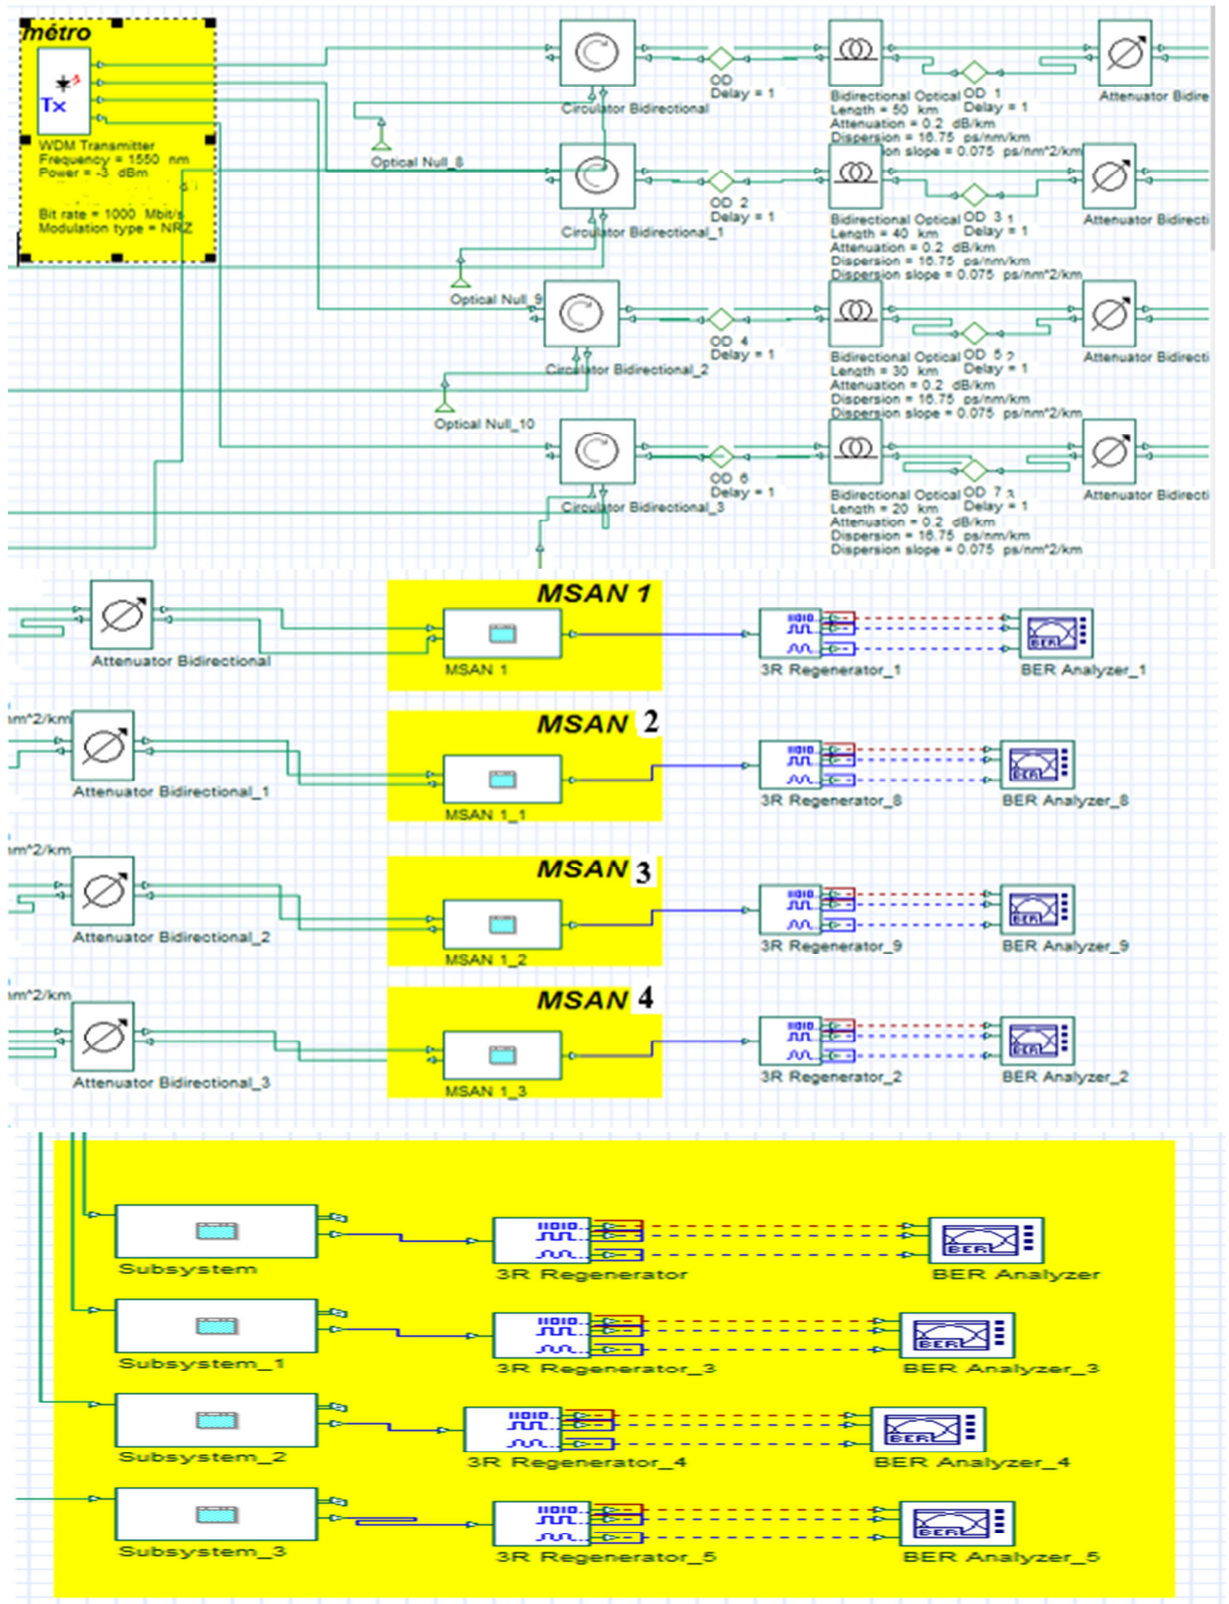 métro
Tx
WDM Transmitter
Frequency = 1550 nm
Power = -3 dBm
Bit rate = 1000 Mbit/s
Modulation type = NRZ
Circulator Bidirectional
Optical Null_8
OD
Delay = 1
Bidirectional Optical
Length = 50 km
Attenuation = 0.2 dB/km
Dispersion = 16.75 ps/nm/km
ion slope = 0.075 ps/nm^2/km
OD 1
Delay = 1
Attenuator Bidire
Circulator Bidirectional_1
Optical Null_9
OD 2
Delay = 1
Bidirectional Optical
Length = 40 km
Attenuation = 0.2 dB/km
Dispersion = 16.75 ps/nm/km
Dispersion slope = 0.075 ps/nm^2/km
OD 3
Delay = 1
Attenuator Bidirecti
Circulator Bidirectional_2
Optical Null_10
OD 4
Delay = 1
Bidirectional Optical
Length = 30 km
Attenuation = 0.2 dB/km
Dispersion = 16.75 ps/nm/km
Dispersion slope = 0.075 ps/nm^2/km
OD 5
Delay = 1
Attenuator Bidirecti
Circulator Bidirectional_3
OD 6
Delay = 1
Bidirectional Optical
Length = 20 km
Attenuation = 0.2 dB/km
Dispersion = 16.75 ps/nm/km
Dispersion slope = 0.075 ps/nm^2/km
OD 7
Delay = 1
Attenuator Bidirecti
MSAN 1
Attenuator Bidirectional
MSAN 1
3R Regenerator_1
BER
BER Analyzer_1
nm^2/km
MSAN 2
Attenuator Bidirectional_1
MSAN 1_1
3R Regenerator_8
BER
BER Analyzer_8
nm^2/km
MSAN 3
Attenuator Bidirectional_2
MSAN 1_2
3R Regenerator_9
BER
BER Analyzer_9
nm^2/km
MSAN 4
Attenuator Bidirectional_3
MSAN 1_3
3R Regenerator_2
BER
BER Analyzer_2
Subsystem
3R Regenerator
BER
BER Analyzer
Subsystem_1
3R Regenerator_3
BER
BER Analyzer_3
Subsystem_2
3R Regenerator_4
BER
BER Analyzer_4
Subsystem_3
3R Regenerator_5
BER
BER Analyzer_5